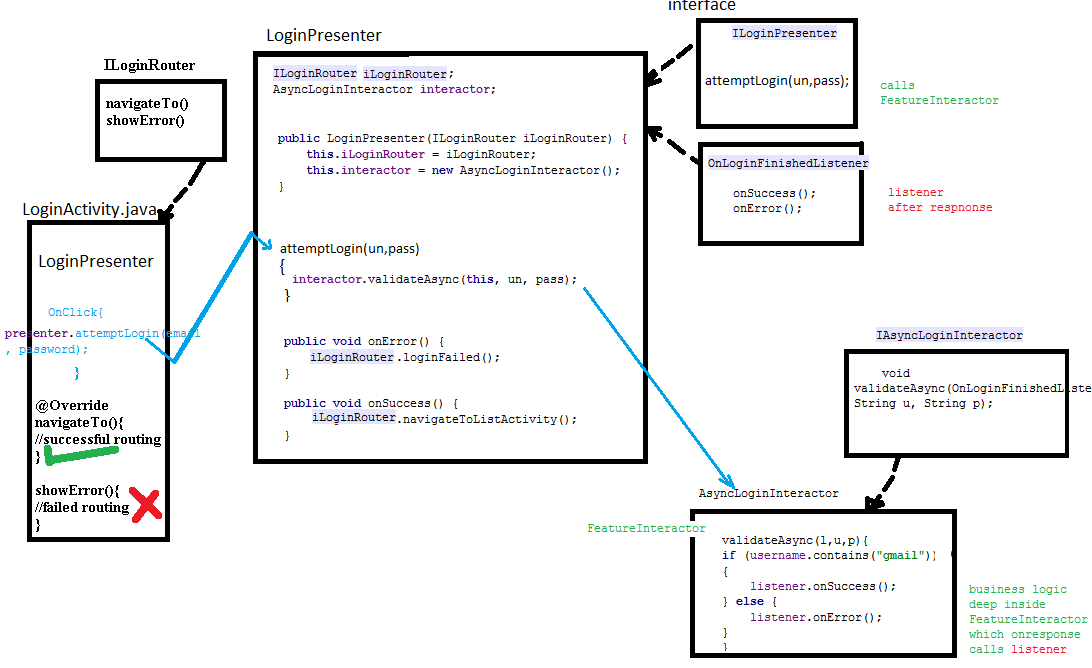 interface
LoginPresenter
ILoginPresenter
attemptLogin(un,pass);
calls
FeatureInteractor
ILoginRouter
navigateTo()
showError()
ILoginRouter iLoginRouter;
AsyncLoginInteractor interactor;
public LoginPresenter(ILoginRouter iLoginRouter) {
this.iLoginRouter = iLoginRouter;
this.interactor = new AsyncLoginInteractor();
}
OnLoginFinishedListener
onSuccess();
onError();
listener
after respnonse
LoginActivity.java
LoginPresenter
OnClick{
presenter.attemptLogin(email
, password);
}
@Override
navigateTo(){
//successful routing
}
showError(){
//failed routing
}
attemptLogin(un,pass)
{
interactor.validateAsync(this, un, pass);
}
public void onError() {
iLoginRouter.loginFailed();
}
public void onSuccess() {
iLoginRouter.navigateToListActivity();
}
IAsyncLoginInteractor
void
validateAsync(OnLoginFinishedListe
String u, String p);
AsyncLoginInteractor
FeatureInteractor
validateAsync(l,u,p){
if (username.contains("gmail"))
{
listener.onSuccess();
} else {
listener.onError();
}
}
business logic
deep inside
FeatureInteractor
which onresponse
calls listener